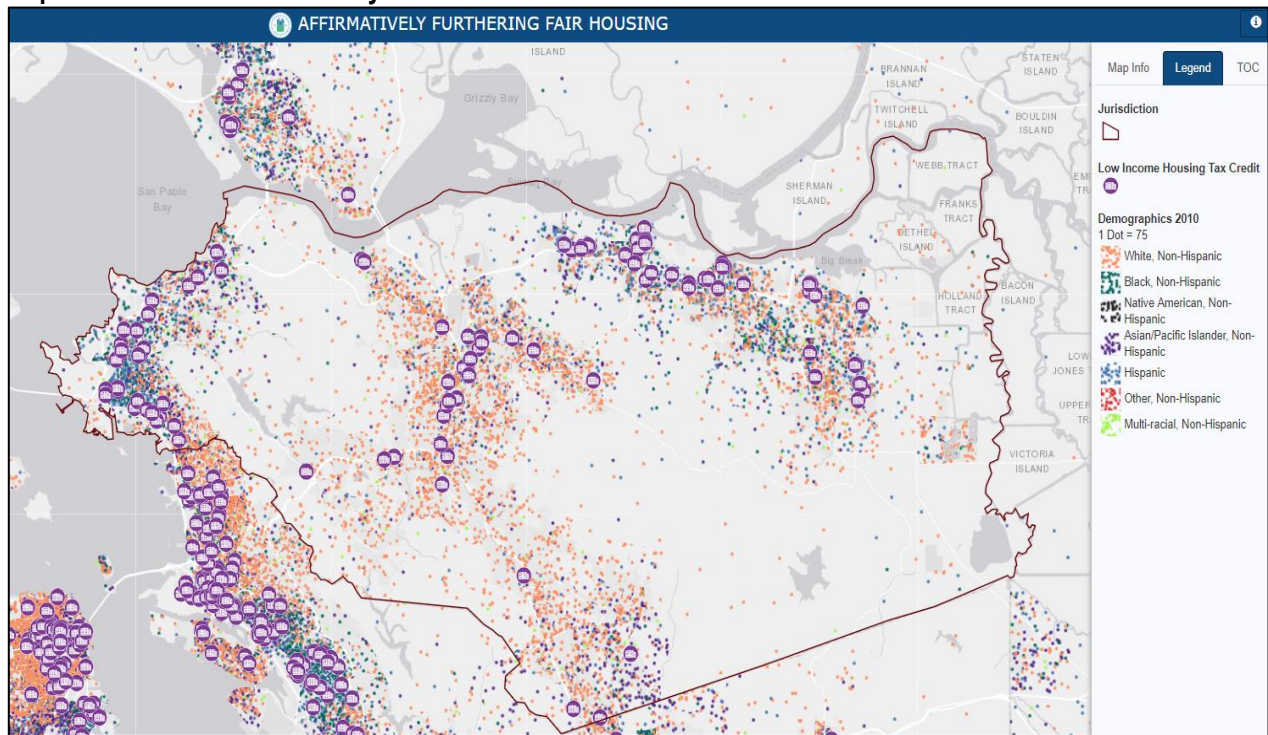 AFFIRMATIVELY FURTHERING FAIR HOUSING
Map Info
Legend
TOC
Jurisdiction
Low Income Housing Tax Credit
Demographics 2010
1 Dot = 75
White, Non-Hispanic
Black, Non-Hispanic
Native American, Non-
Hispanic
Asian/Pacific Islander, Non-
Hispanic
Hispanic
Other, Non-Hispanic
Multi-racial, Non-Hispanic
ISLAND
Grizzly Bay
San Pablo
Bay
BRANNAN
ISLAND
STATEN
ISLAND
TWITCHELL
ISLAND
BOULDIN
ISLAND
WEBB TRACT
SHERMAN
ISLAND
FRANKS
TRACT
BETHEL
ISLAND
Big Break
HOLLAND
TRACT
BACON
ISLAND
LOW
JONES
UPPER
VICTORIA
ISLAND